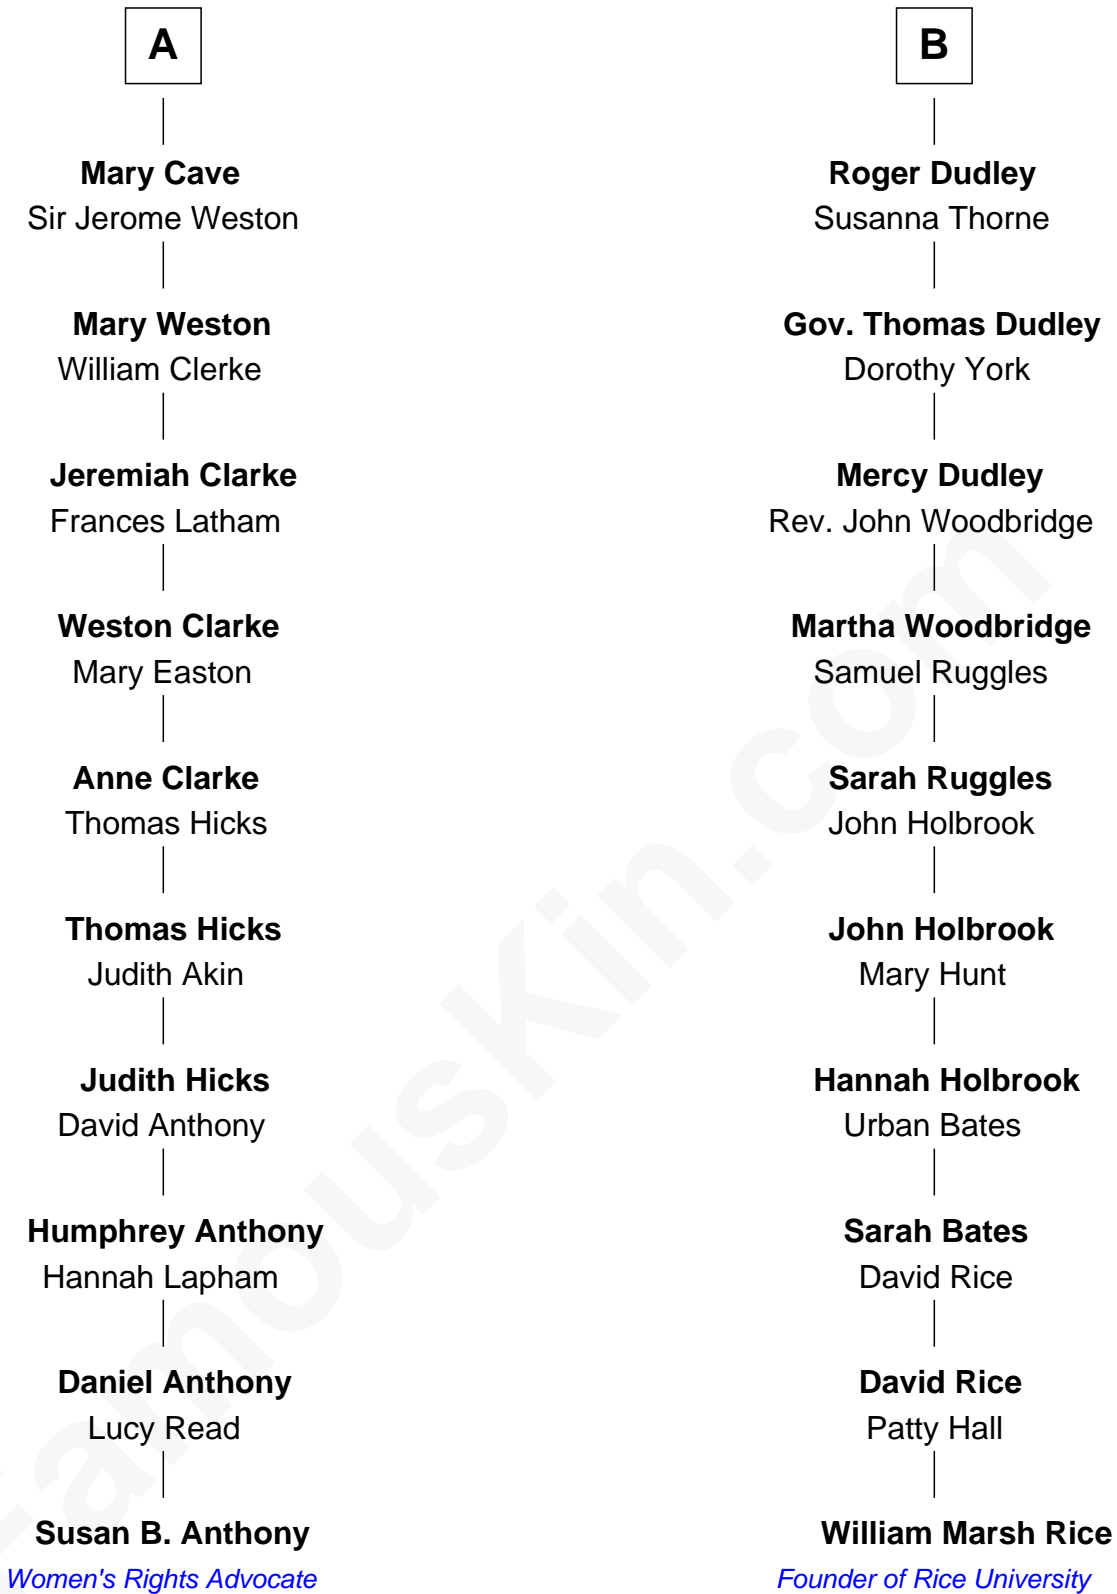 A
Mary Cave
Sir Jerome Weston
Mary Weston
William Clerke
Jeremiah Clarke
Frances Latham
Weston Clarke
Mary Easton
Anne Clarke
Thomas Hicks
Thomas Hicks
Judith Akin
Judith Hicks
David Anthony
Humphrey Anthony
Hannah Lapham
Daniel Anthony
Lucy Read
Susan B. Anthony
Women's Rights Advocate
B
Roger Dudley
Susanna Thorne
Gov. Thomas Dudley
Dorothy York
Mercy Dudley
Rev. John Woodbridge
Martha Woodbridge
Samuel Ruggles
Sarah Ruggles
John Holbrook
John Holbrook
Mary Hunt
Hannah Holbrook
Urban Bates
Sarah Bates
David Rice
David Rice
Patty Hall
William Marsh Rice
Founder of Rice University
FamousKin.com